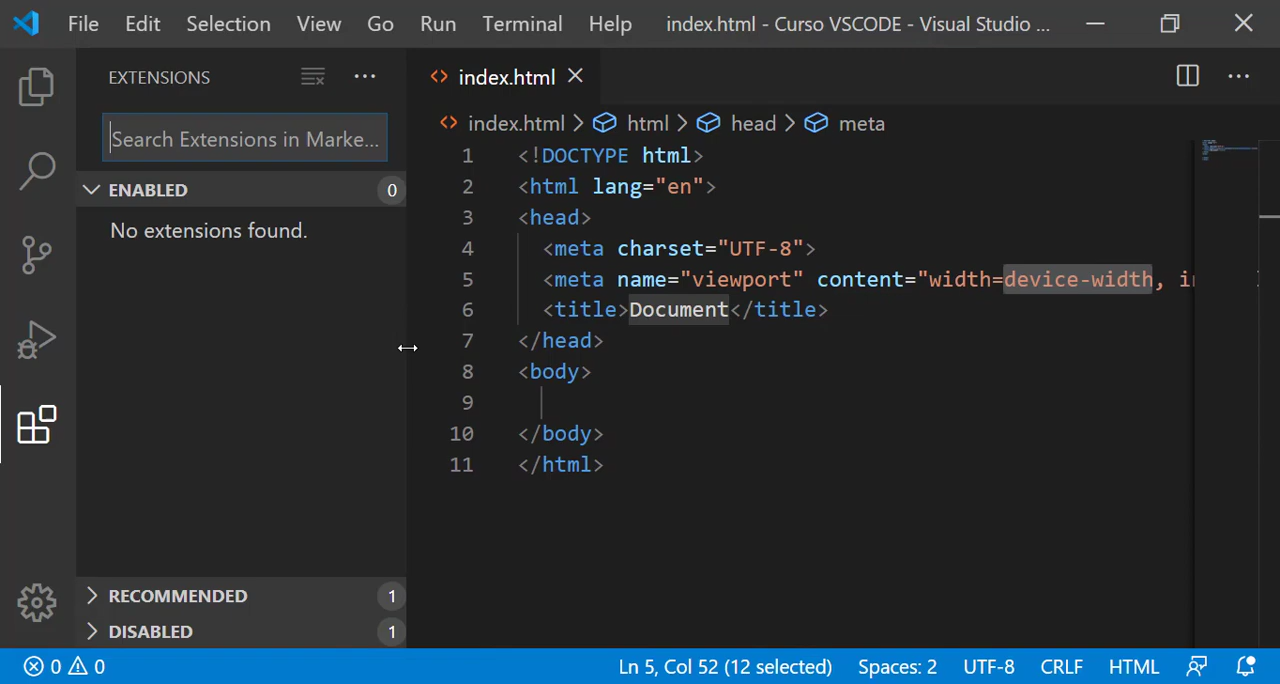 File Edit Selection View Go Run Terminal Help index.html - Curso VSCODE - Visual Studio ...
EXTENSIONS
Search Extensions in Marke...
ENABLED 0
No extensions found.
RECOMMENDED 1
DISABLED 1
index.html
index.html > html > head > meta
1 <!DOCTYPE html>
2 <html lang="en">
3 <head>
4 <meta charset="UTF-8">
5 <meta name="viewport" content="width=device-width,
6 <title>Document</title>
7 </head>
8 <body>
9
10 </body>
11 </html>
0 0 Ln 5, Col 52 (12 selected) Spaces: 2 UTF-8 CRLF HTML